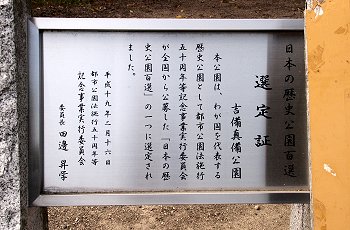 日本の歴史公園百選
選定証
吉備真備公園
本公園は、わが国を代表する
歴史公園として都市公園法施行
五十周年等記念事業実行委員会
が全国から公募した「日本の歴
史公園百選」の一つに選定され
ました。
平成十九年二月十六日
都市公園法施行五十周年等
記念事業実行委員会
委員長 田邉 昇学